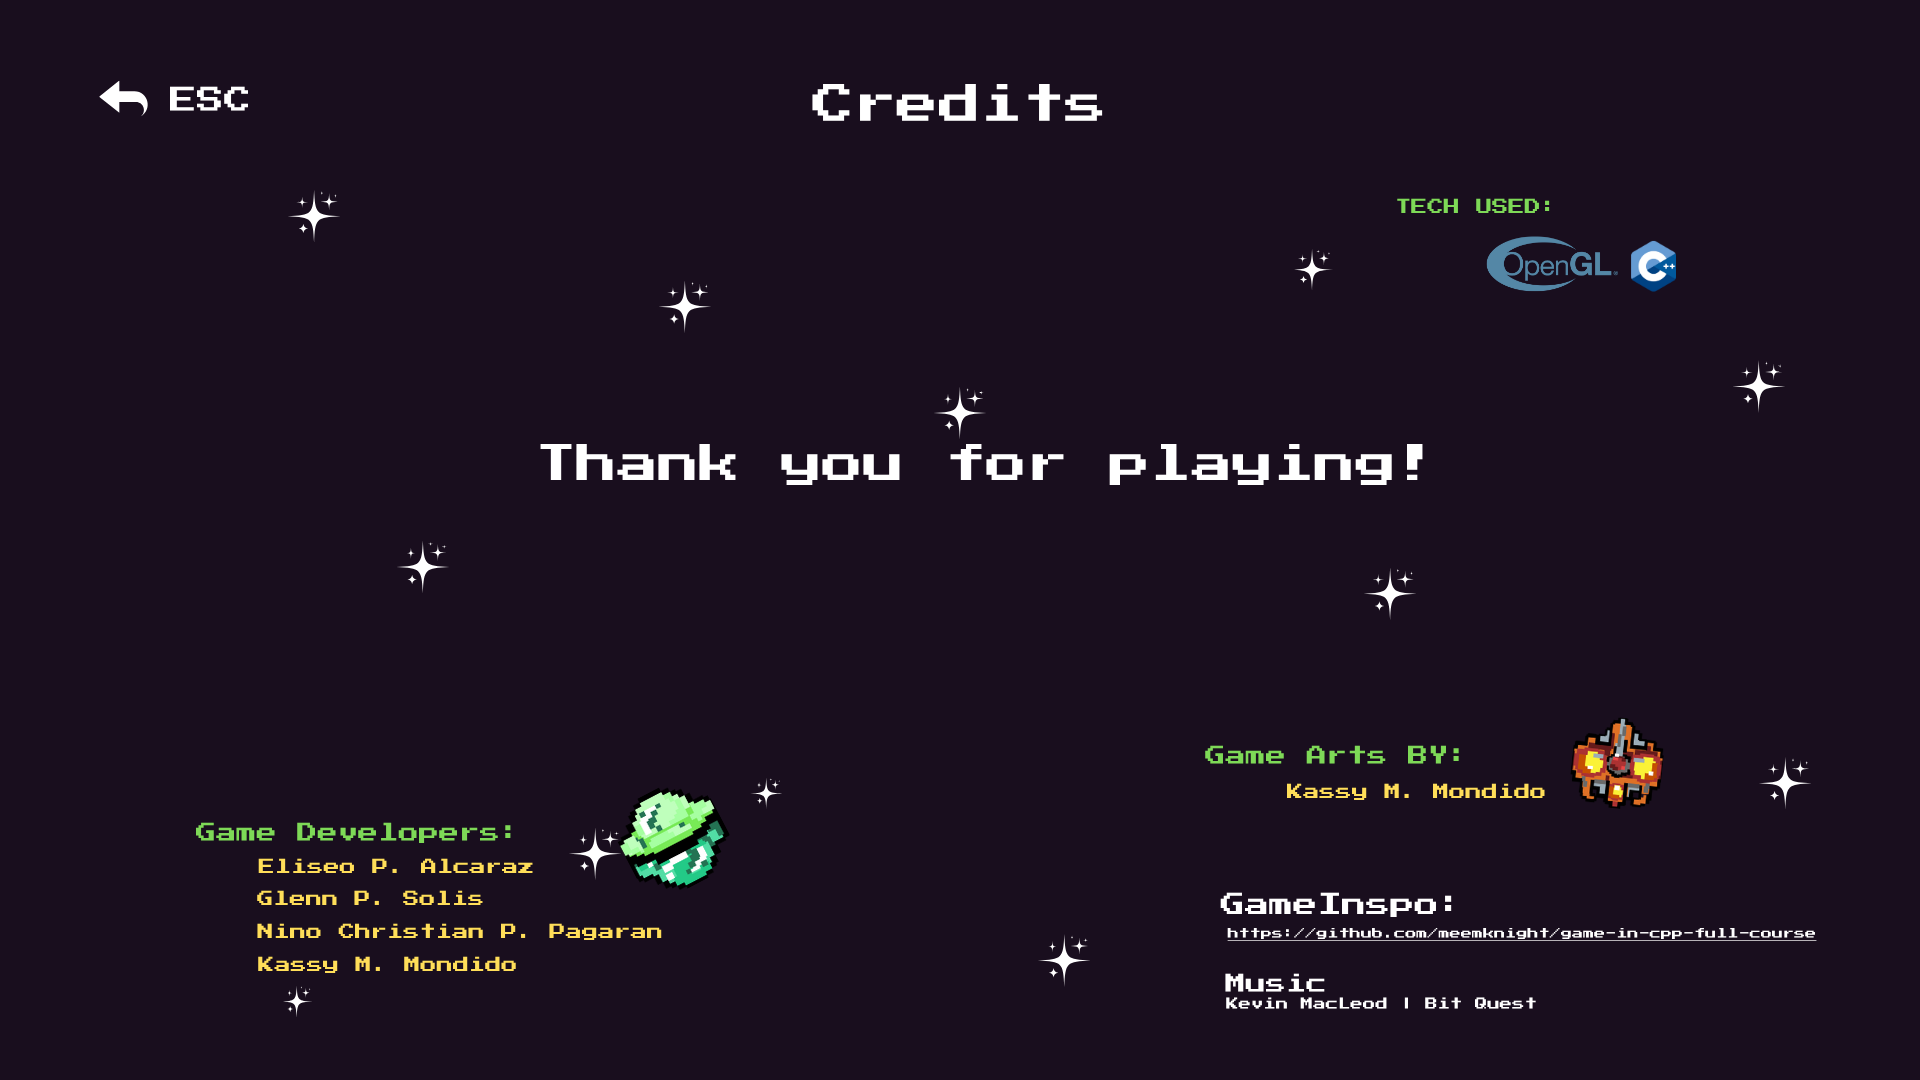 ESC
Credits
TECH USED:
OpenGL.
C++
Thank you for playing!
Game Arts BY:
Kassy M. Mondido
Game Developers:
Eliseo P. Alcaraz
Glenn P. Solis
Nino Christian P. Pagaran
Kassy M. Mondido
GameInspo:
https://github.com/meemknight/game-in-cpp-full-course
Music
Kevin MacLeod | Bit Quest